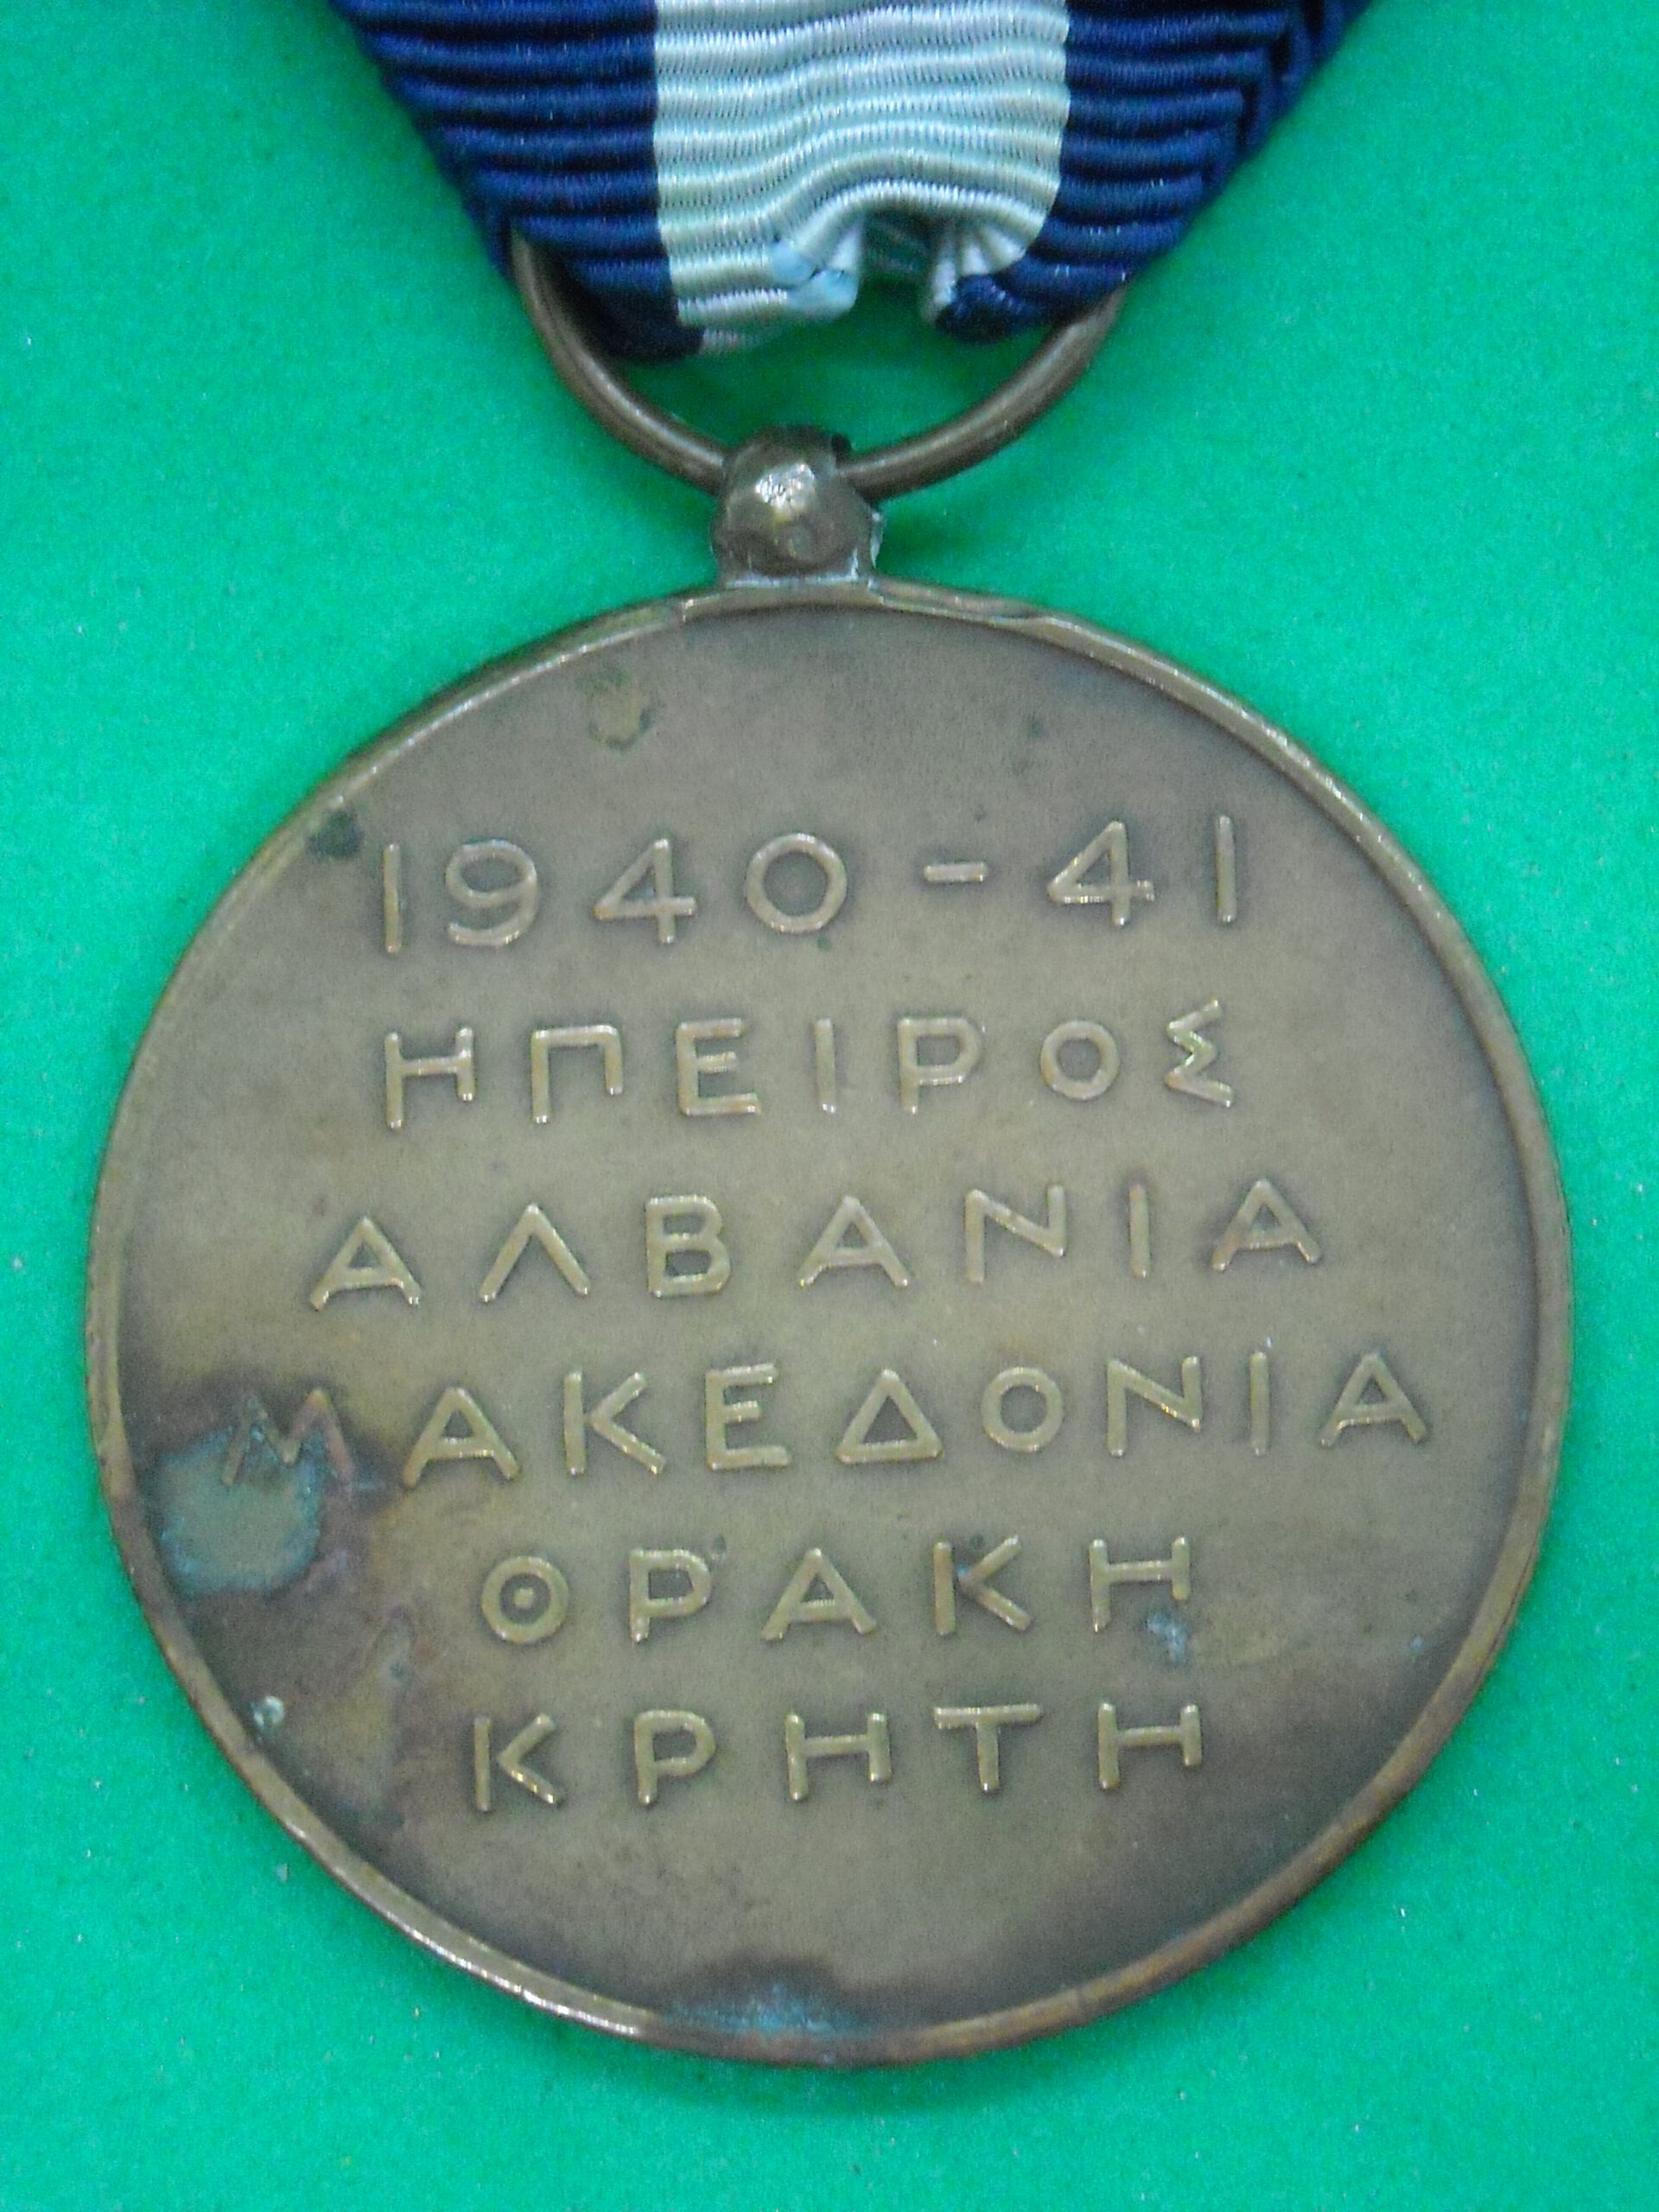 1940-41
ΗΠΕΙΡΟΣ
ΑΛΒΑΝΙΑ
ΜΑΚΕΔΟΝΙΑ
ΘΡΑΚΗ
ΚΡΗΤΗ